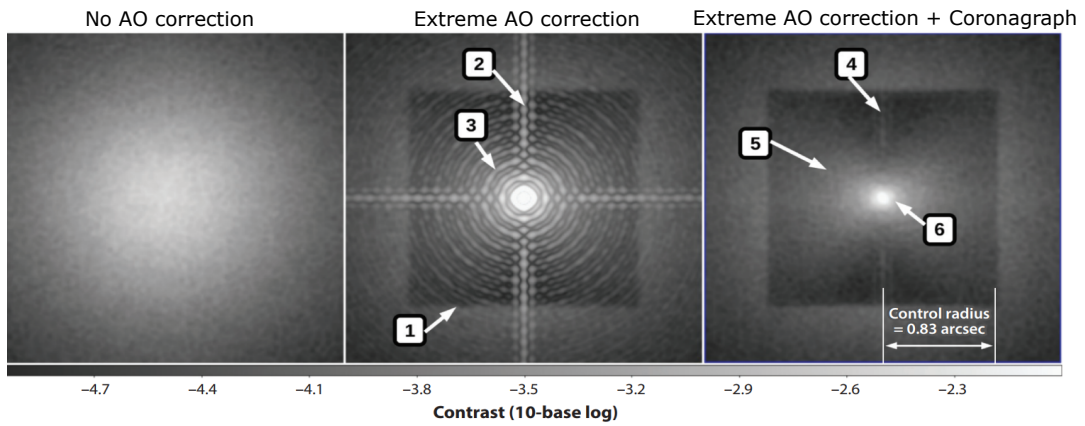 No AO correction
Extreme AO correction
Extreme AO correction + Coronagraph
2
3
1
4
5
6
Control radius
= 0.83 arcsec
−4.7
−4.4
−4.1
−3.8
−3.5
−3.2
−2.9
−2.6
−2.3
Contrast (10-base log)